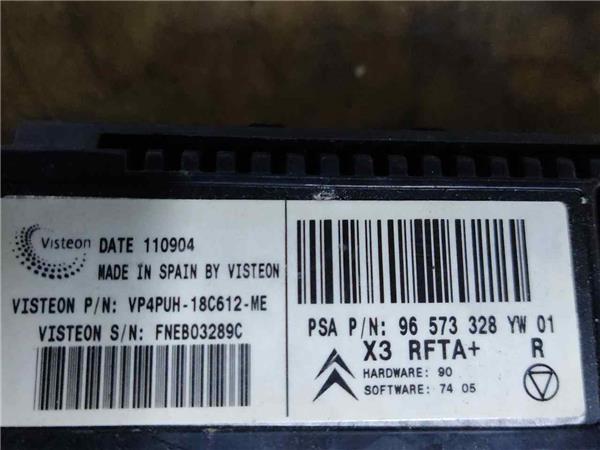 Visteon DATE 110904
MADE IN SPAIN BY VISTEON
VISTEON P/N: VP4PUH-18C612-ME
VISTEON S/N: FNEB03289C
PSA P/N: 96 573 328 YW 01
X3 RFTA+ R
HARDWARE: 90
SOFTWARE: 74 05